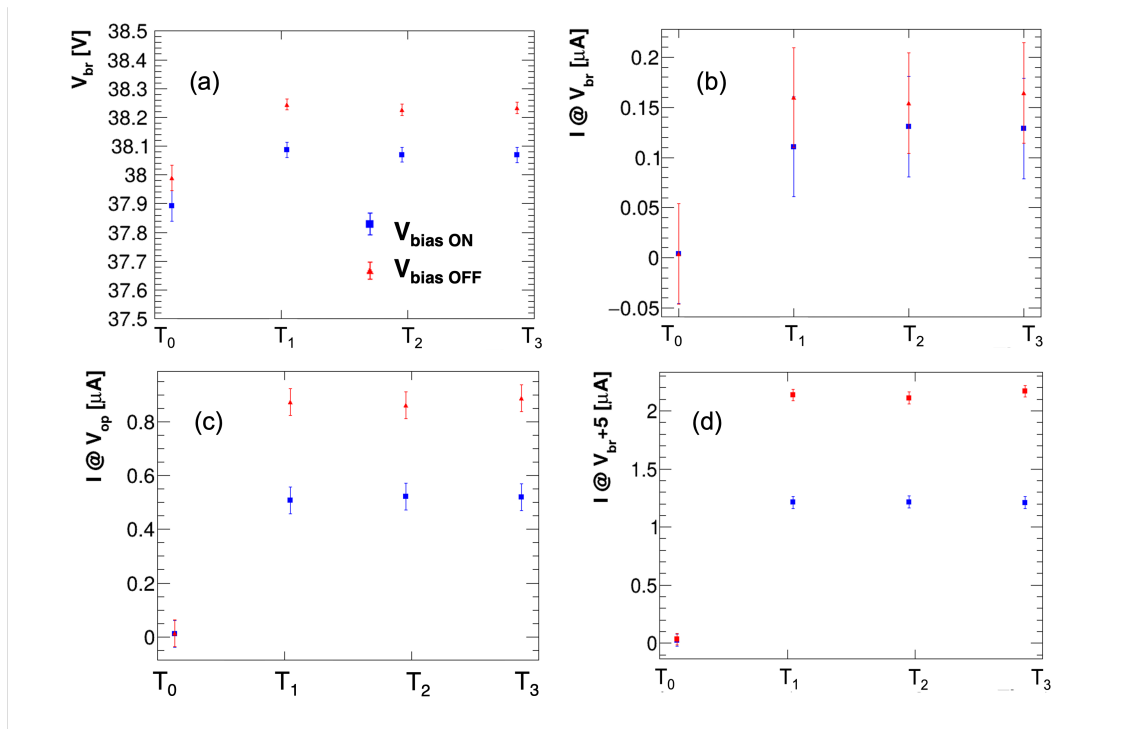 V_br [V]
38.5
38.4
38.3
38.2
38.1
38
37.9
37.8
37.7
37.6
37.5
(a)
V_bias ON
V_bias OFF
T_0 T_1 T_2 T_3
I @ V_br [μA]
0.2
0.15
0.1
0.05
0
−0.05
(b)
T_0 T_1 T_2 T_3
I @ V_op [μA]
0.8
0.6
0.4
0.2
0
(c)
T_0 T_1 T_2 T_3
I @ V_br+5 [μA]
2
1.5
1
0.5
0
(d)
T_0 T_1 T_2 T_3